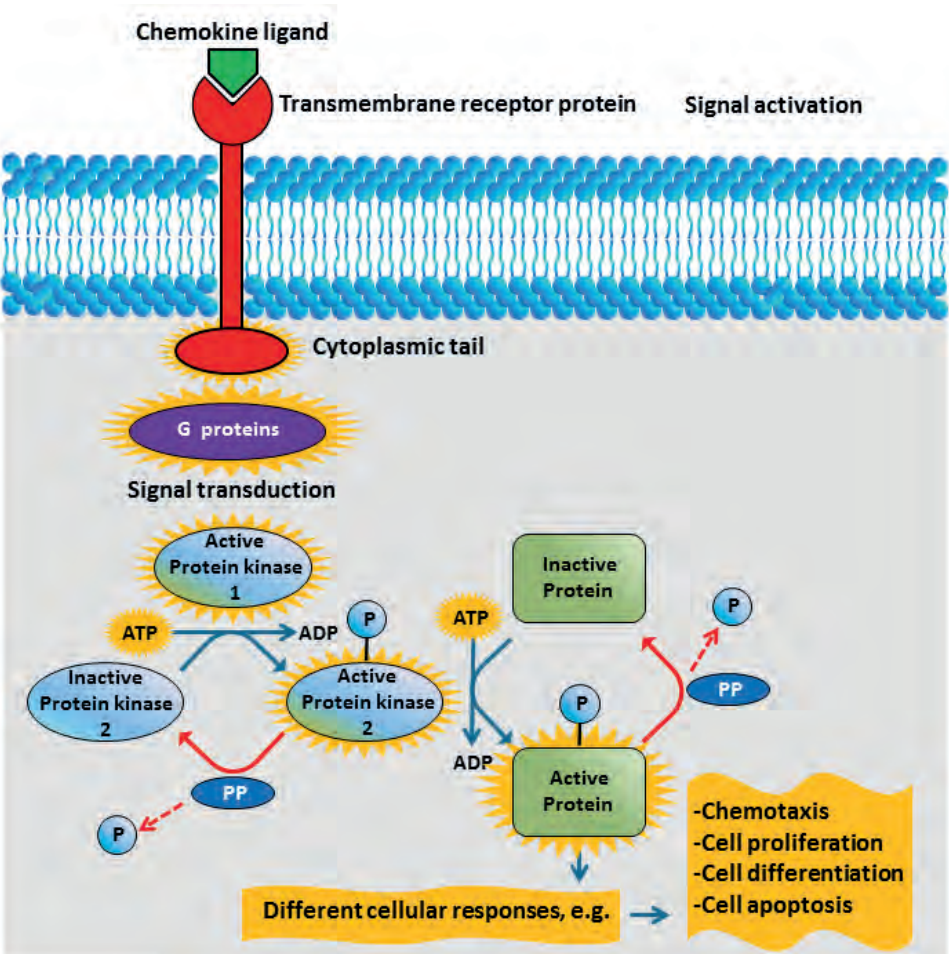 Chemokine ligand
Transmembrane receptor protein
Signal activation
Cytoplasmic tail
G proteins
Signal transduction
Active
Protein kinase
1
ATP
ADP
P
Inactive
Protein kinase
2
Active
Protein kinase
2
PP
P
Inactive
Protein
ATP
P
PP
P
ADP
Active
Protein
-Chemotaxis
-Cell proliferation
-Cell differentiation
-Cell apoptosis
Different cellular responses, e.g.